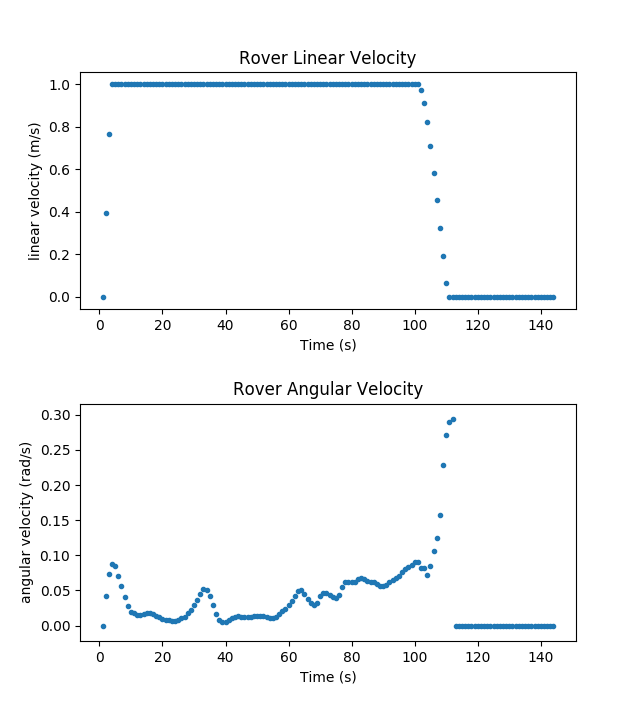 Rover Linear Velocity
linear velocity (m/s)
1.0
0.8
0.6
0.4
0.2
0.0
0 20 40 60 80 100 120 140
Time (s)
Rover Angular Velocity
angular velocity (rad/s)
0.30
0.25
0.20
0.15
0.10
0.05
0.00
0 20 40 60 80 100 120 140
Time (s)